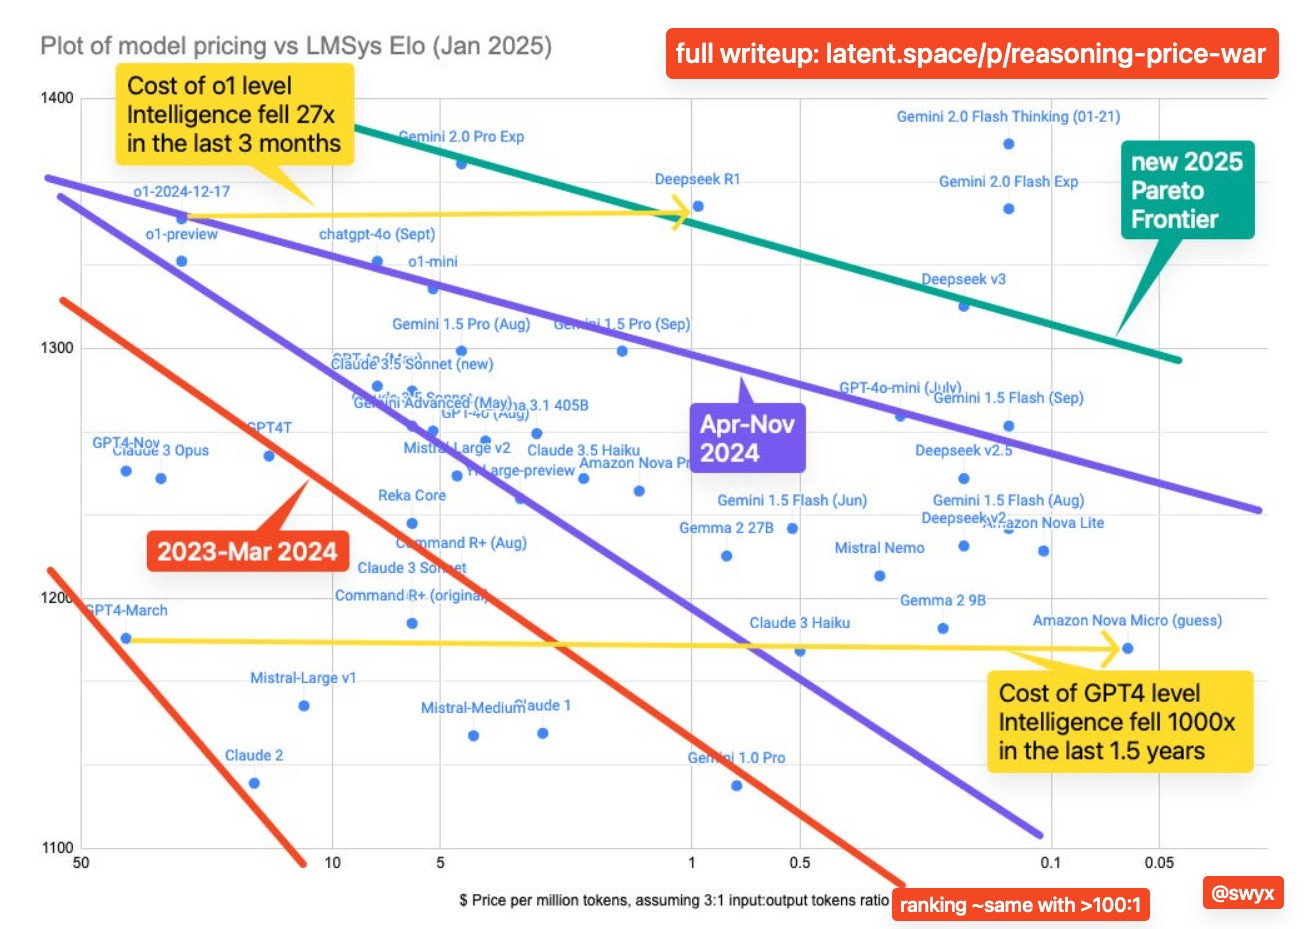 Plot of model pricing vs LMSys Elo (Jan 2025)
full writeup: latent.space/p/reasoning-price-war
Cost of o1 level
Intelligence fell 27x
in the last 3 months
1400
Gemini 2.0 Flash Thinking (01-21)
Gemini 2.0 Pro Exp
new 2025
Pareto
Frontier
Deepseek R1
Gemini 2.0 Flash Exp
o1-2024-12-17
o1-preview
chatgpt-4o (Sept)
o1-mini
Deepseek v3
Gemini 1.5 Pro (Aug)
Gemini 1.5 Pro (Sep)
1300
Claude 3.5 Sonnet (new)
GPT-4o-mini (July)
Gemini 1.5 Flash (Sep)
Gemini Advanced (May)
3.1 405B
GPT-4o (Aug)
Apr-Nov
2024
GPT4T
GPT4-Nov
Claude 3 Opus
Mistral Large v2
Claude 3.5 Haiku
Deepseek v2.5
Large-preview
Amazon Nova
Reka Core
Gemini 1.5 Flash (Jun)
Gemini 1.5 Flash (Aug)
Deepseek v2
Amazon Nova Lite
Gemma 2 27B
2023-Mar 2024
Command R+ (Aug)
Mistral Nemo
Claude 3 Sonnet
Command R+ (original)
1200
GPT4-March
Gemma 2 9B
Claude 3 Haiku
Amazon Nova Micro (guess)
Mistral-Large v1
Mistral-Medium
Claude 1
Cost of GPT4 level
Intelligence fell 1000x
in the last 1.5 years
Claude 2
Gemini 1.0 Pro
1100
50
10
5
1
0.5
0.1
0.05
$ Price per million tokens, assuming 3:1 input:output tokens ratio
ranking ~same with >100:1
@swyx